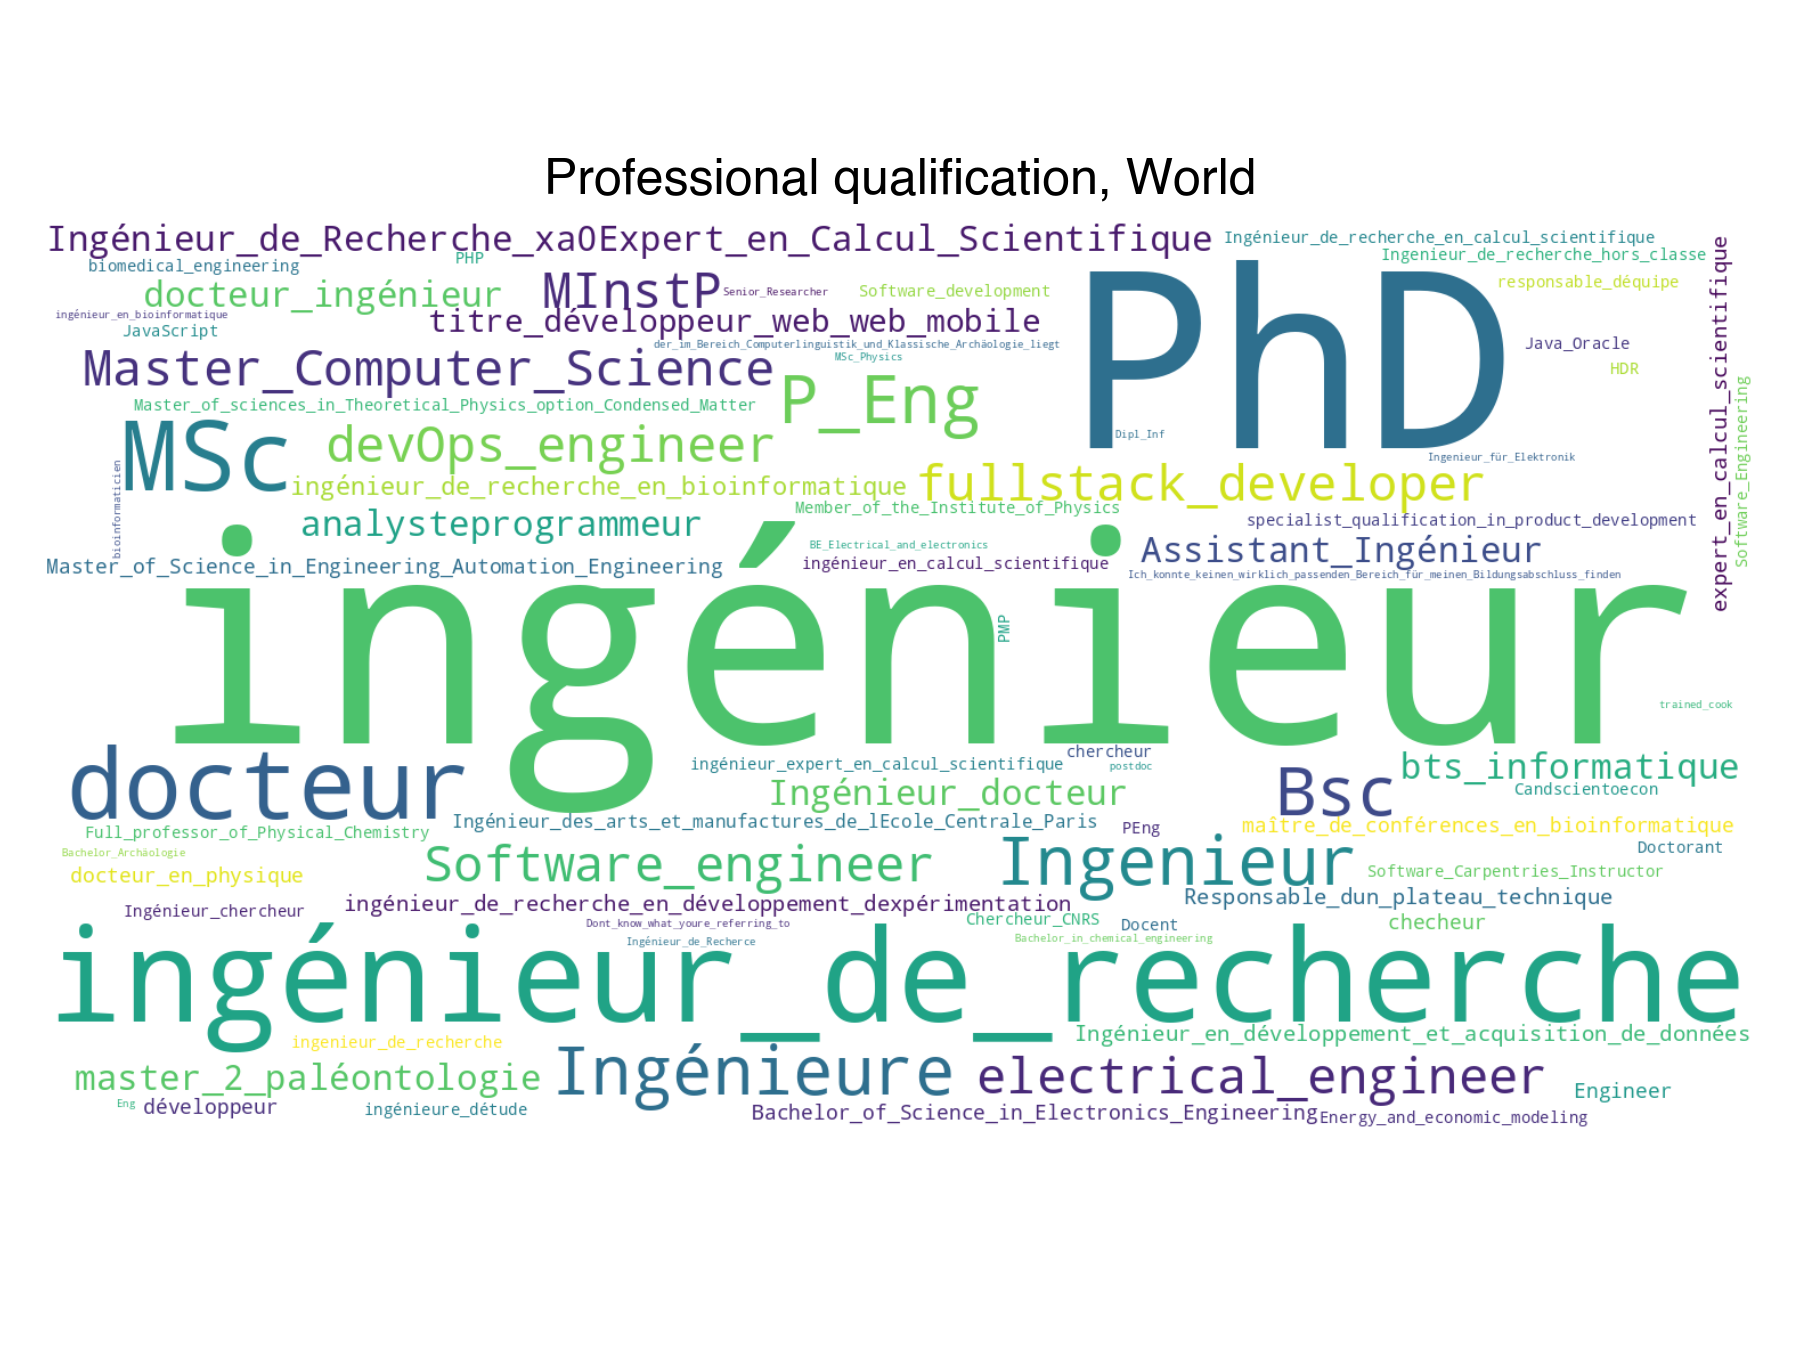 Professional qualification, World
Ingénieur_de_Recherche_xa0Expert_en_Calcul_Scientifique
Ingénieur_de_recherche_en_calcul_scientifique
biomedical_engineering
PHP
Ingenieur_de_recherche_hors_classe
docteur_ingénieur
MInstP
Senior_Researcher
Software_development
PhD
responsable_déquipe
expert_en_calcul_scientifique
ingénieur_en_bioinformatique
JavaScript
titre_développeur_web_web_mobile
der_im_Bereich_Computerlinguistik_und_Klassische_Archäologie_liegt
MSc_Physics
Java_Oracle
HDR
Master_Computer_Science
P_Eng
Master_of_sciences_in_Theoretical_Physics_option_Condensed_Matter
MSc
devOps_engineer
Dipl_Inf
Ingenieur_für_Elektronik
Software_Engineering
bioinformaticien
ingénieur_de_recherche_en_bioinformatique
fullstack_developer
Member_of_the_Institute_of_Physics
analysteprogrammeur
specialist_qualification_in_product_development
BE_Electrical_and_electronics
Assistant_Ingénieur
Master_of_Science_in_Engineering_Automation_Engineering
ingénieur_en_calcul_scientifique
Ich_konnte_keinen_wirklich_passenden_Bereich_für_meinen_Bildungsabschluss_finden
ingénieur
PMP
trained_cook
docteur
chercheur
ingénieur_expert_en_calcul_scientifique
postdoc
bts_informatique
Ingénieur_docteur
Bsc
Candscientoecon
Full_professor_of_Physical_Chemistry
Ingénieur_des_arts_et_manufactures_de_lEcole_Centrale_Paris
PEng
maître_de_conférences_en_bioinformatique
Bachelor_Archäologie
Software_engineer
Ingenieur
Doctorant
docteur_en_physique
Software_Carpentries_Instructor
Ingénieur_chercheur
ingénieur_de_recherche_en_développement_dexpérimentation
Responsable_dun_plateau_technique
Dont_know_what_youre_referring_to
Chercheur_CNRS
Docent
checheur
Ingénieur_de_Recherce
Bachelor_in_chemical_engineering
ingénieur_de_recherche
ingenieur_de_recherche
Ingénieur_en_développement_et_acquisition_de_données
master_2_paléontologie
Ingénieure
electrical_engineer
Engineer
Eng
développeur
ingénieure_détude
Bachelor_of_Science_in_Electronics_Engineering
Energy_and_economic_modeling